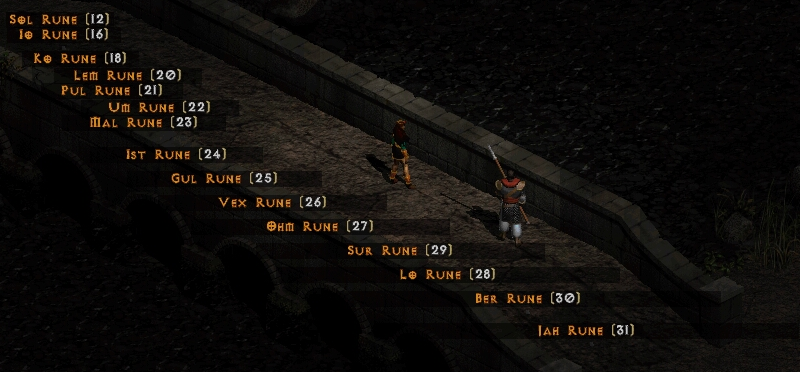 Sol Rune [12]
Io Rune [16]
Ko Rune [18]
Lem Rune [20]
Pul Rune [21]
Um Rune [22]
Mal Rune [23]
Ist Rune [24]
Gul Rune [25]
Vex Rune [26]
Ohm Rune [27]
Sur Rune [29]
Lo Rune [28]
Ber Rune [30]
Jah Rune [31]